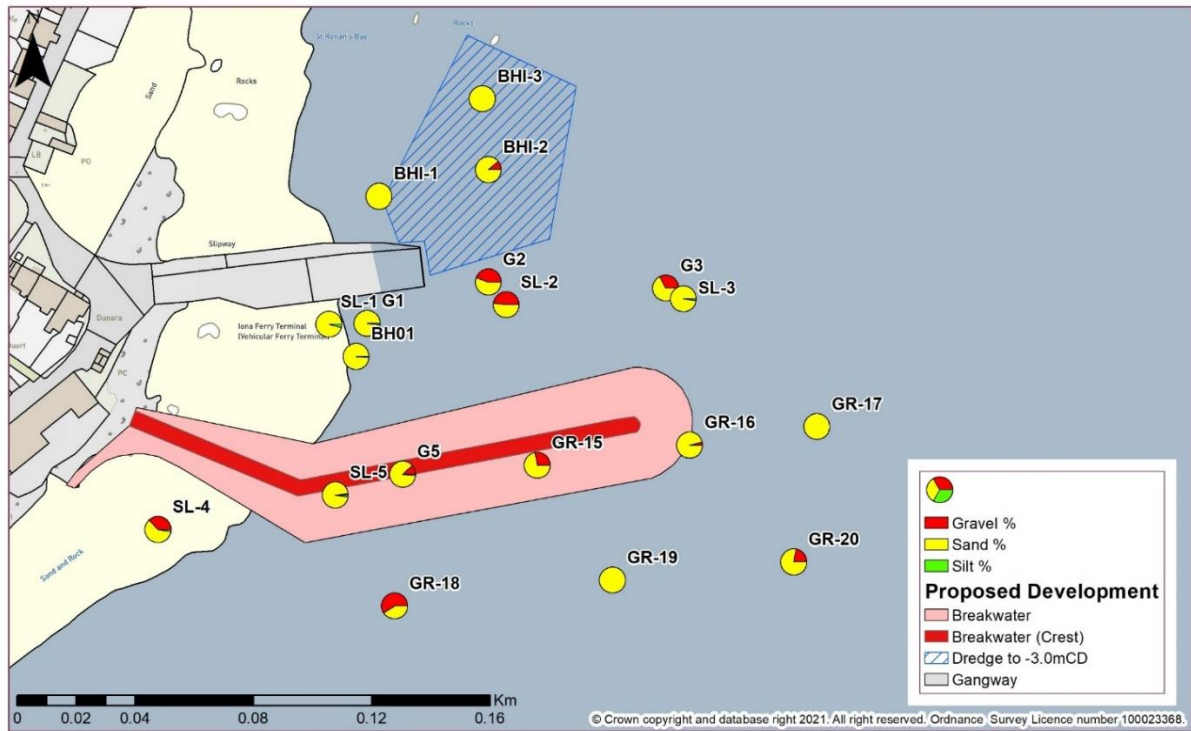 N
St Ronan's Bay
Rocks
Sand
Rocks
LB
PO
BHI-3
BHI-2
BHI-1
Slipway
G2
SL-2
G3
SL-3
SL-1
G1
BH01
Iona Ferry Terminal
(Vehicular Ferry Terminal)
Dunara
PC
GR-17
GR-16
GR-15
G5
SL-5
SL-4
Sand and Rock
GR-20
GR-19
GR-18
Gravel %
Sand %
Silt %
Proposed Development
Breakwater
Breakwater (Crest)
Dredge to -3.0mCD
Gangway
Km
0 0.02 0.04 0.08 0.12 0.16
© Crown copyright and database right 2021. All right reserved. Ordnance Survey Licence number 100023368.